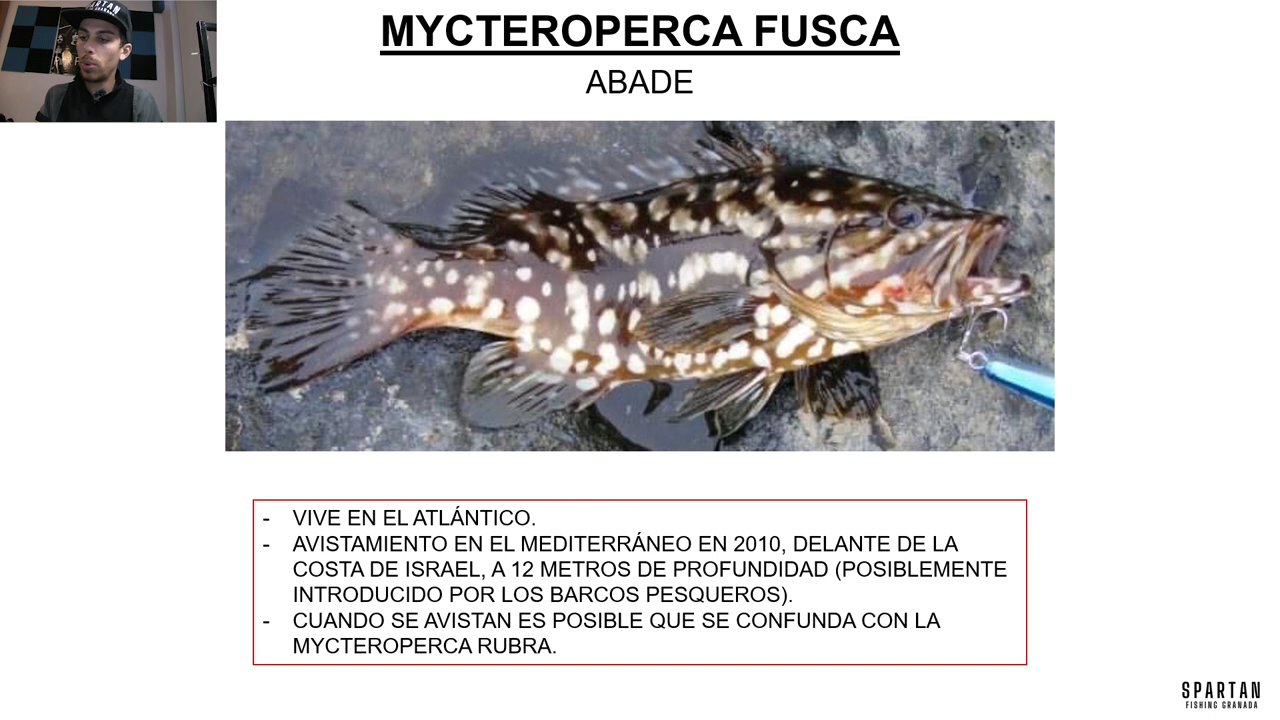 SPARTAN
MYCTEROPERCA FUSCA
ABADE
- VIVE EN EL ATLÁNTICO.
- AVISTAMIENTO EN EL MEDITERRÁNEO EN 2010, DELANTE DE LA
COSTA DE ISRAEL, A 12 METROS DE PROFUNDIDAD (POSIBLEMENTE
INTRODUCIDO POR LOS BARCOS PESQUEROS).
- CUANDO SE AVISTAN ES POSIBLE QUE SE CONFUNDA CON LA
MYCTEROPERCA RUBRA.
SPARTAN
FISHING GRANADA